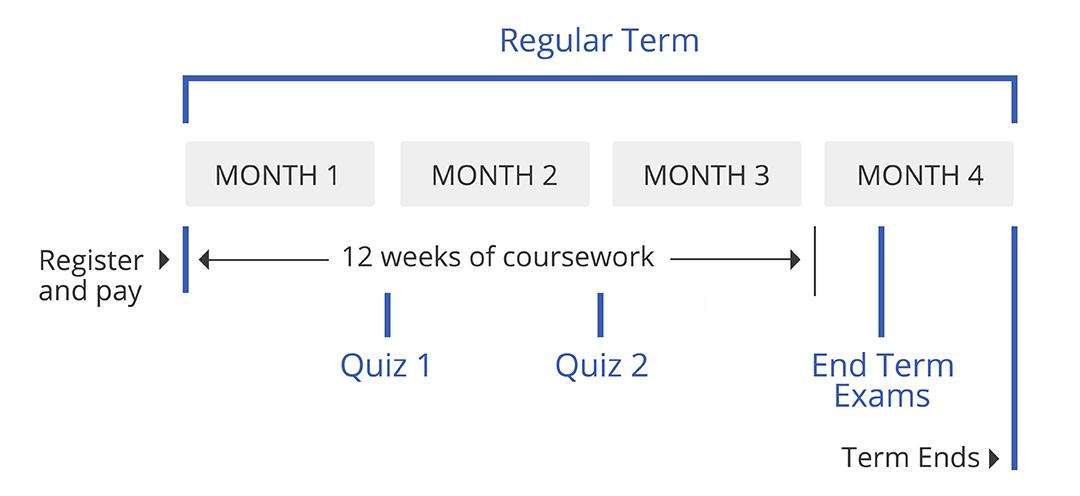 Regular Term
MONTH 1
MONTH 2
MONTH 3
MONTH 4
Register
and pay
12 weeks of coursework
Quiz 1
Quiz 2
End Term
Exams
Term Ends